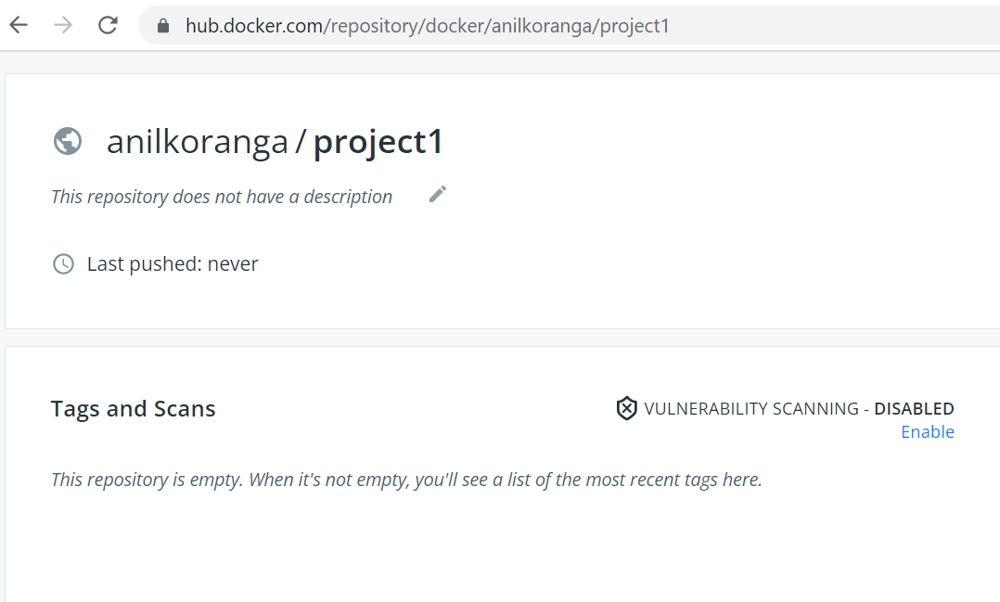 hub.docker.com/repository/docker/anilkoranga/project1
anilkoranga / project1
This repository does not have a description
Last pushed: never
Tags and Scans
VULNERABILITY SCANNING - DISABLED
Enable
This repository is empty. When it's not empty, you'll see a list of the most recent tags here.